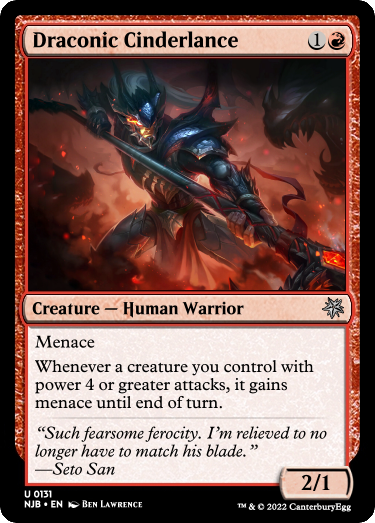 Draconic Cinderlance 1
Creature — Human Warrior
Menace
Whenever a creature you control with
power 4 or greater attacks, it gains
menace until end of turn.
“Such fearsome ferocity. I’m relieved to no
longer have to match his blade.”
—Seto San
2/1
U 0131
NJB • EN Ben Lawrence
™ & © 2022 CanterburyEgg